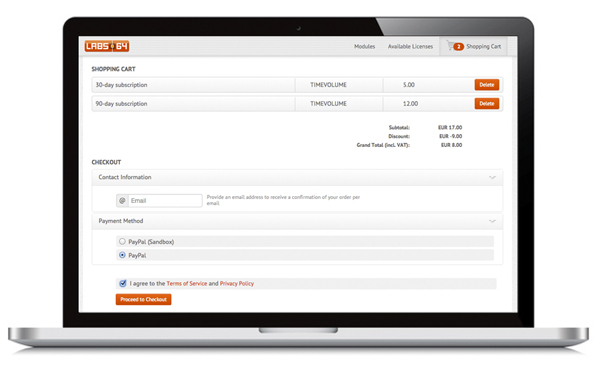 LABS 64
Modules Available Licenses 2 Shopping Cart
SHOPPING CART
30-day subscription TIMEVOLUME 5.00 Delete
90-day subscription TIMEVOLUME 12.00 Delete
Subtotal: EUR 17.00
Discount: EUR -9.00
Grand Total (incl. VAT): EUR 8.00
CHECKOUT
Contact Information
@ Email
Provide an email address to receive a confirmation of your order per
email
Payment Method
PayPal (Sandbox)
PayPal
I agree to the Terms of Service and Privacy Policy
Proceed to Checkout